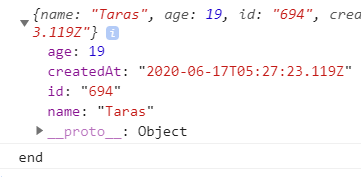 {name: "Taras", age: 19, id: "694", crea
3.119Z"} i
age: 19
createdAt: "2020-06-17T05:27:23.119Z"
id: "694"
name: "Taras"
__proto__: Object
end